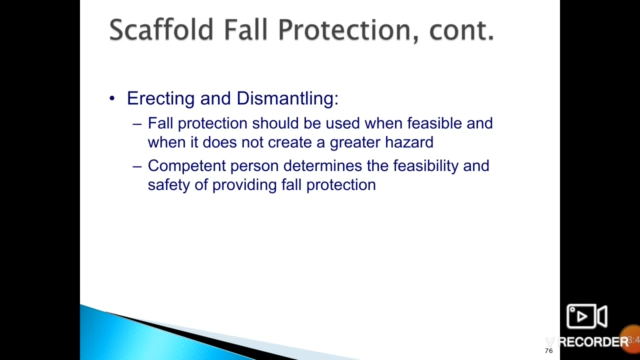 Scaffold Fall Protection, cont.
• Erecting and Dismantling:
– Fall protection should be used when feasible and
when it does not create a greater hazard
– Competent person determines the feasibility and
safety of providing fall protection
V RECORDER
76